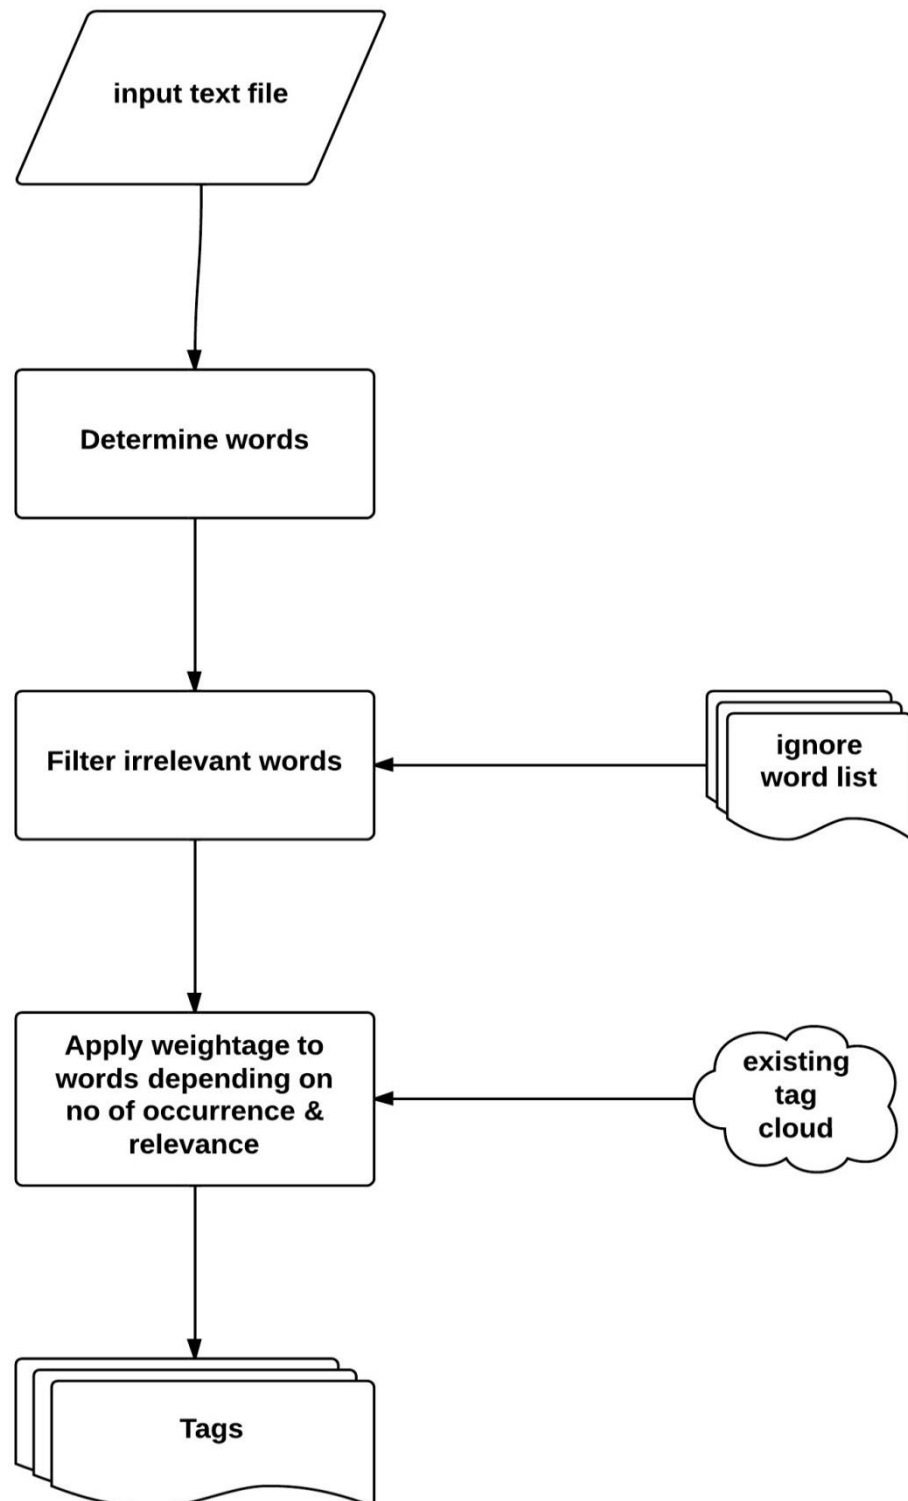 input text file
Determine words
Filter irrelevant words
ignore
word list
Apply weightage to
words depending on
no of occurrence &
relevance
existing
tag
cloud
Tags